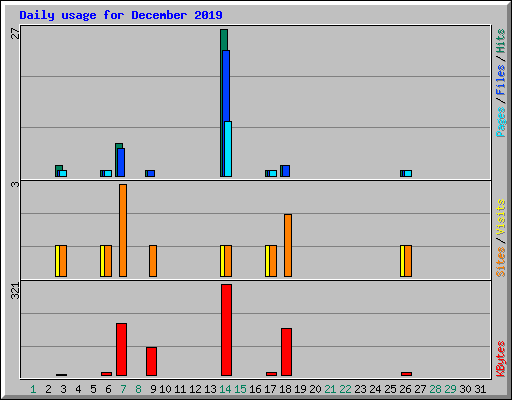 Daily usage for December 2019
27
Pages / Files / Hits
3
Sites / Visits
321
KBytes
1 2 3 4 5 6 7 8 9 10 11 12 13 14 15 16 17 18 19 20 21 22 23 24 25 26 27 28 29 30 31